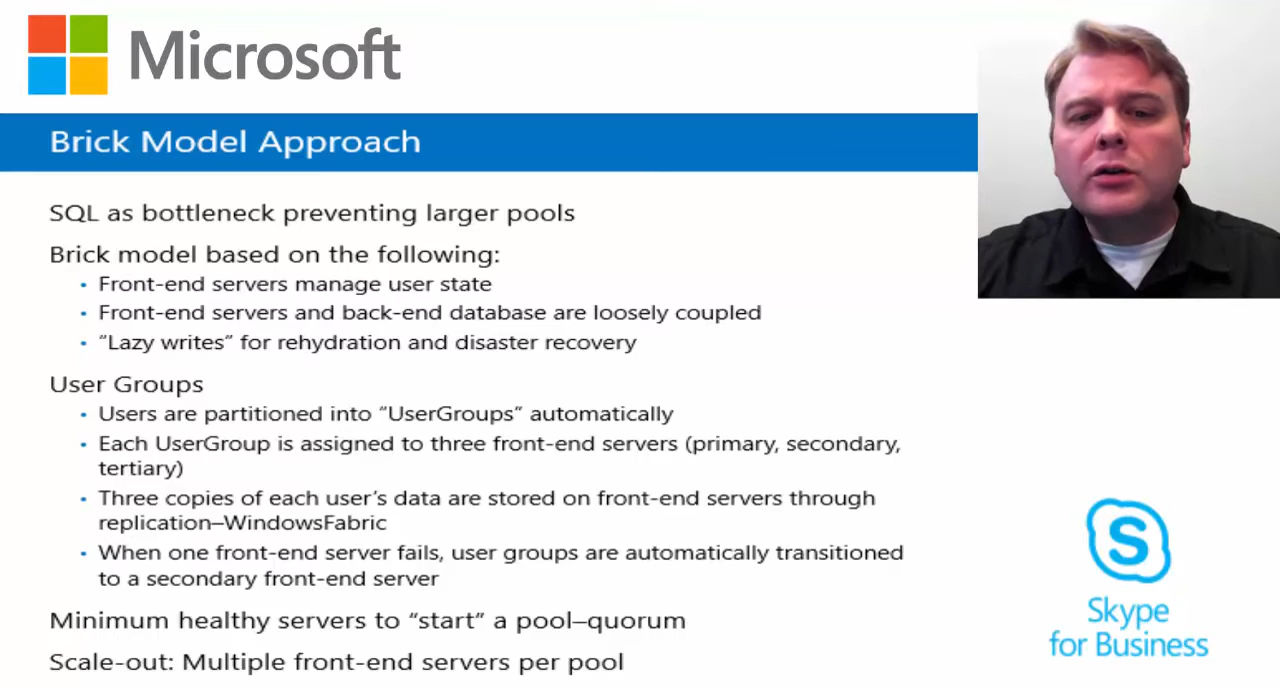 Microsoft
Brick Model Approach
SQL as bottleneck preventing larger pools
Brick model based on the following:
• Front-end servers manage user state
• Front-end servers and back-end database are loosely coupled
• “Lazy writes” for rehydration and disaster recovery
User Groups
• Users are partitioned into “UserGroups” automatically
• Each UserGroup is assigned to three front-end servers (primary, secondary,
tertiary)
• Three copies of each user’s data are stored on front-end servers through
replication–WindowsFabric
• When one front-end server fails, user groups are automatically transitioned
to a secondary front-end server
Minimum healthy servers to “start” a pool–quorum
Scale-out: Multiple front-end servers per pool
S
Skype
for Business